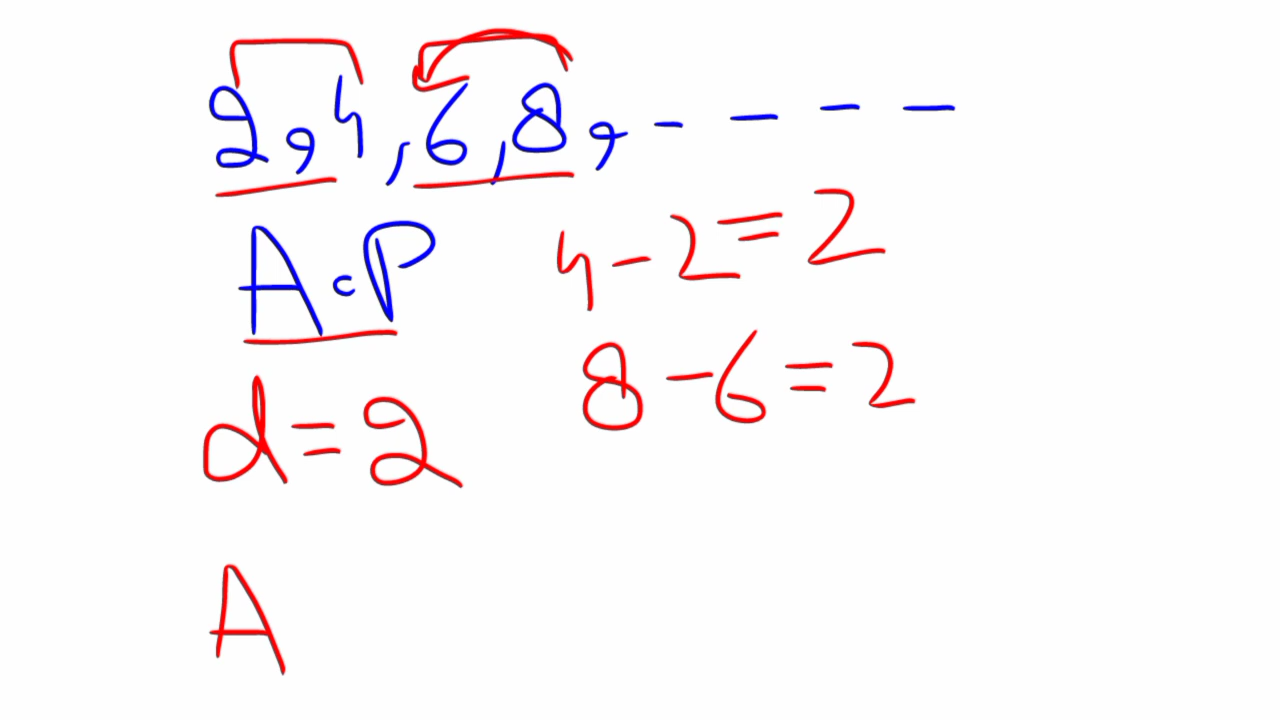 2, 4, 6, 8, - - - -
A.P
4 - 2 = 2
8 - 6 = 2
d = 2
A